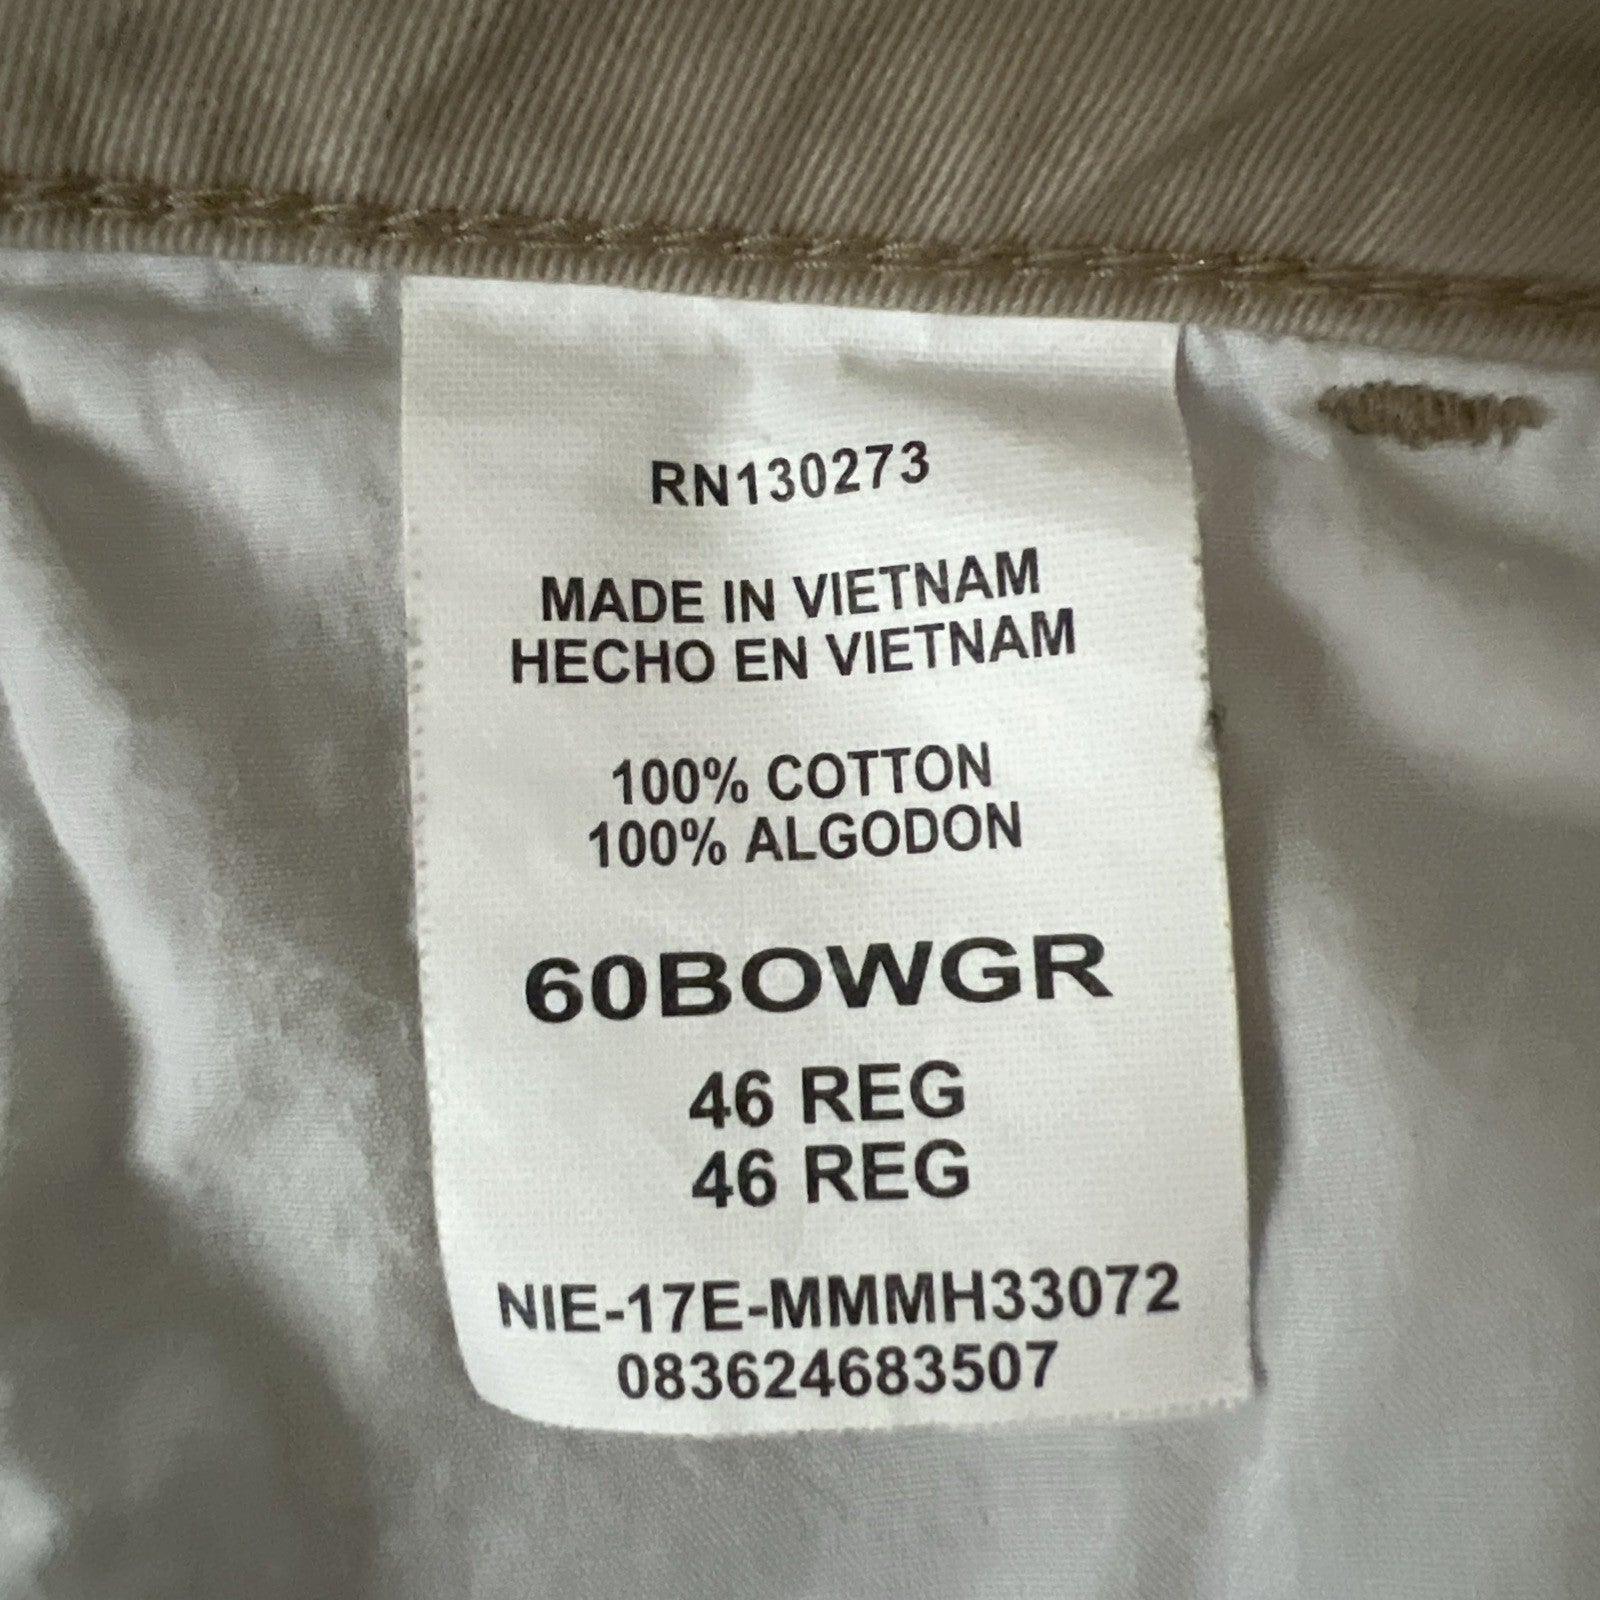 RN130273
MADE IN VIETNAM
HECHO EN VIETNAM
100% COTTON
100% ALGODON
60BOWGR
46 REG
46 REG
NIE-17E-MMMH33072
083624683507